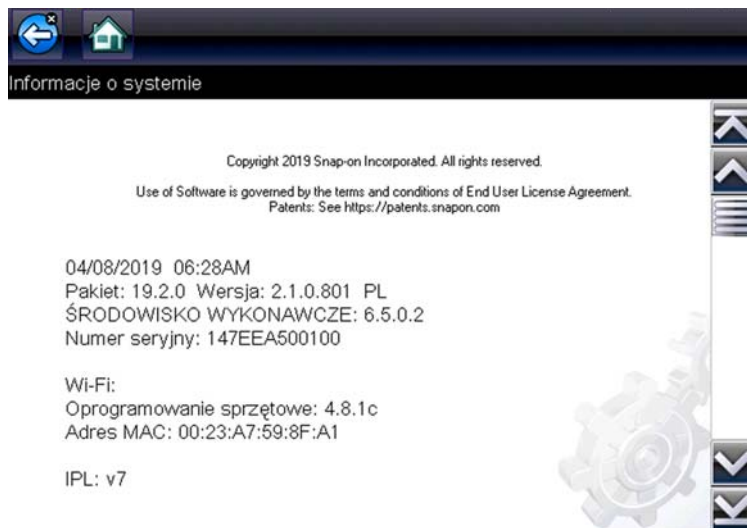 Informacje o systemie
Copyright 2019 Snap-on Incorporated. All rights reserved.
Use of Software is governed by the terms and conditions of End User License Agreement.
Patents: See https://patents.snapon.com
04/08/2019 06:28AM
Pakiet: 19.2.0 Wersja: 2.1.0.801 PL
ŚRODOWISKO WYKONAWCZE: 6.5.0.2
Numer seryjny: 147EEA500100
Wi-Fi:
Oprogramowanie sprzętowe: 4.8.1c
Adres MAC: 00:23:A7:59:8F:A1
IPL: v7